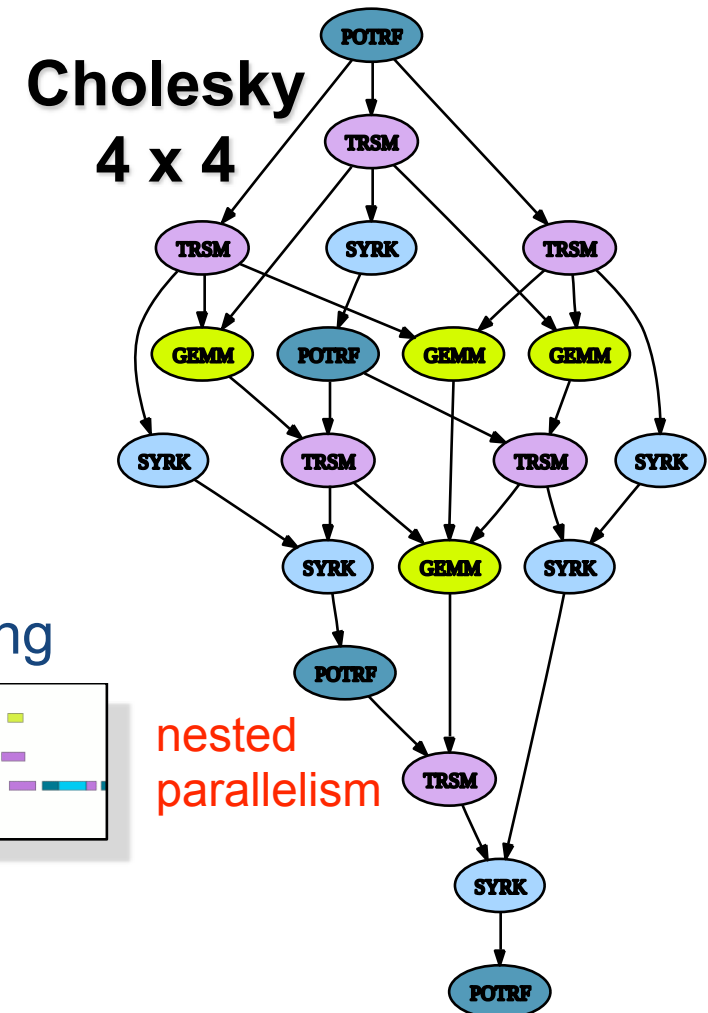 POTRF
Cholesky
4 x 4
TRSM
TRSM SYRK TRSM
GEMM POTRF GEMM GEMM
SYRK TRSM TRSM SYRK
SYRK GEMM SYRK
ng
POTRF
nested
parallelism
TRSM
SYRK
POTRF